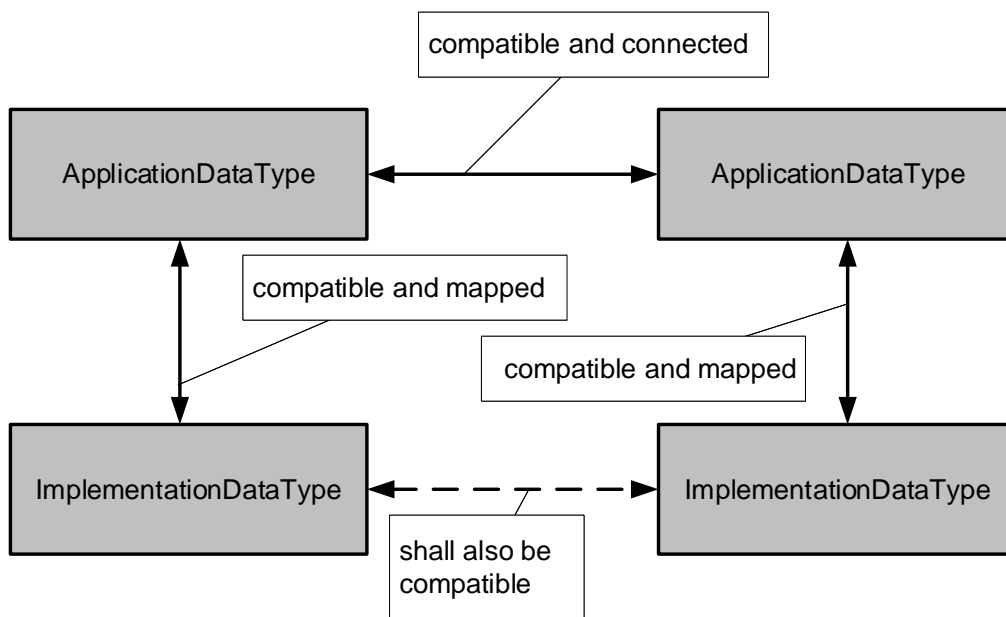 compatible and connected
ApplicationDataType
ApplicationDataType
compatible and mapped
compatible and mapped
ImplementationDataType
ImplementationDataType
shall also be
compatible